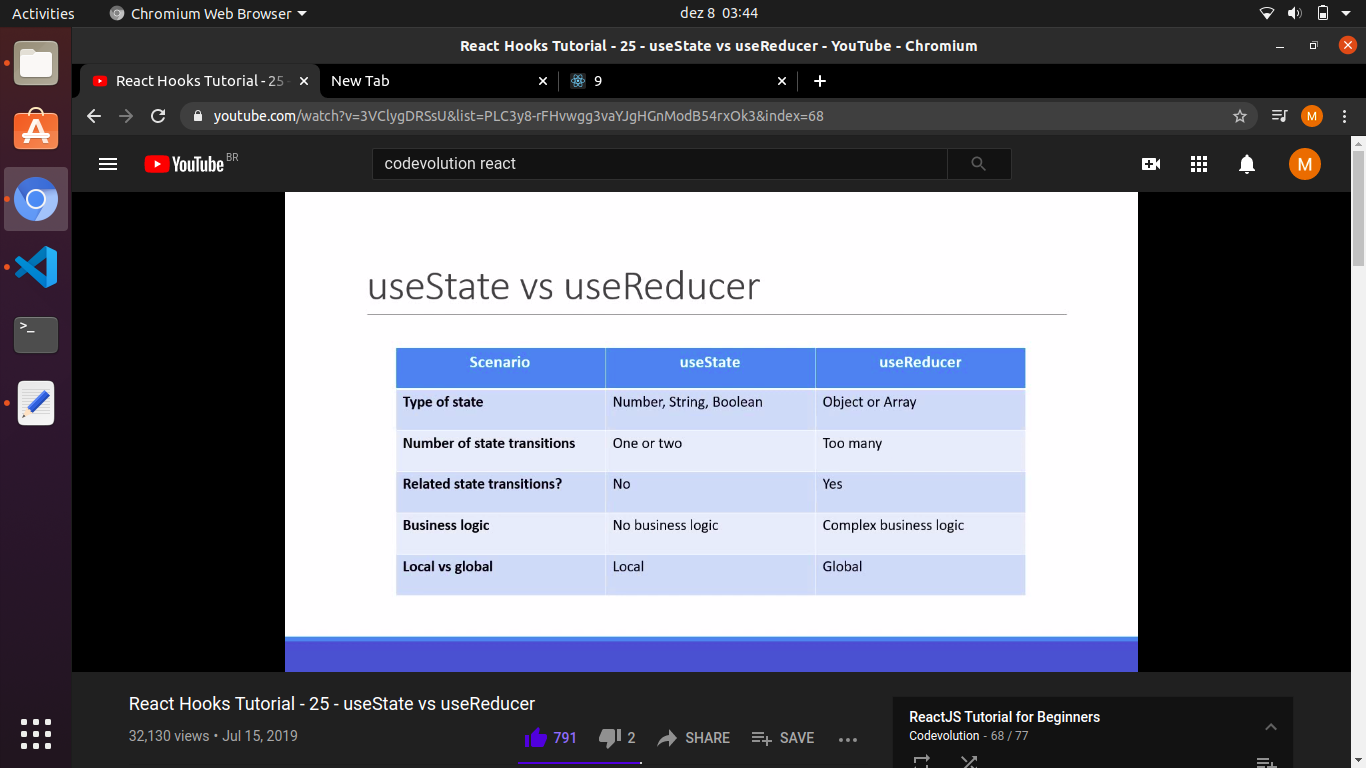 Activities
Chromium Web Browser
dez 8 03:44
React Hooks Tutorial - 25 - useState vs useReducer - YouTube - Chromium
React Hooks Tutorial - 25 -
New Tab
9
youtube.com/watch?v=3VClygDRSsU&list=PLC3y8-rFHvwgg3vaYJgHGnModB54rxOk3&index=68
M
YouTube BR
codevolution react
M
useState vs useReducer
Scenario useState useReducer
Type of state Number, String, Boolean Object or Array
Number of state transitions One or two Too many
Related state transitions? No Yes
Business logic No business logic Complex business logic
Local vs global Local Global
React Hooks Tutorial - 25 - useState vs useReducer
32,130 views • Jul 15, 2019
791
2
SHARE
SAVE
ReactJS Tutorial for Beginners
Codevolution - 68 / 77